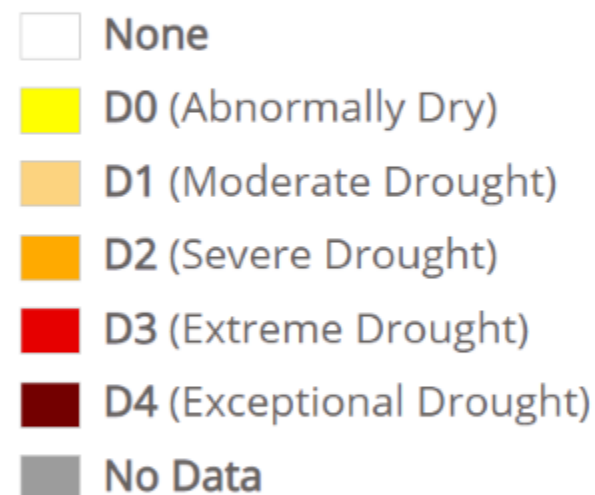 None
D0 (Abnormally Dry)
D1 (Moderate Drought)
D2 (Severe Drought)
D3 (Extreme Drought)
D4 (Exceptional Drought)
No Data